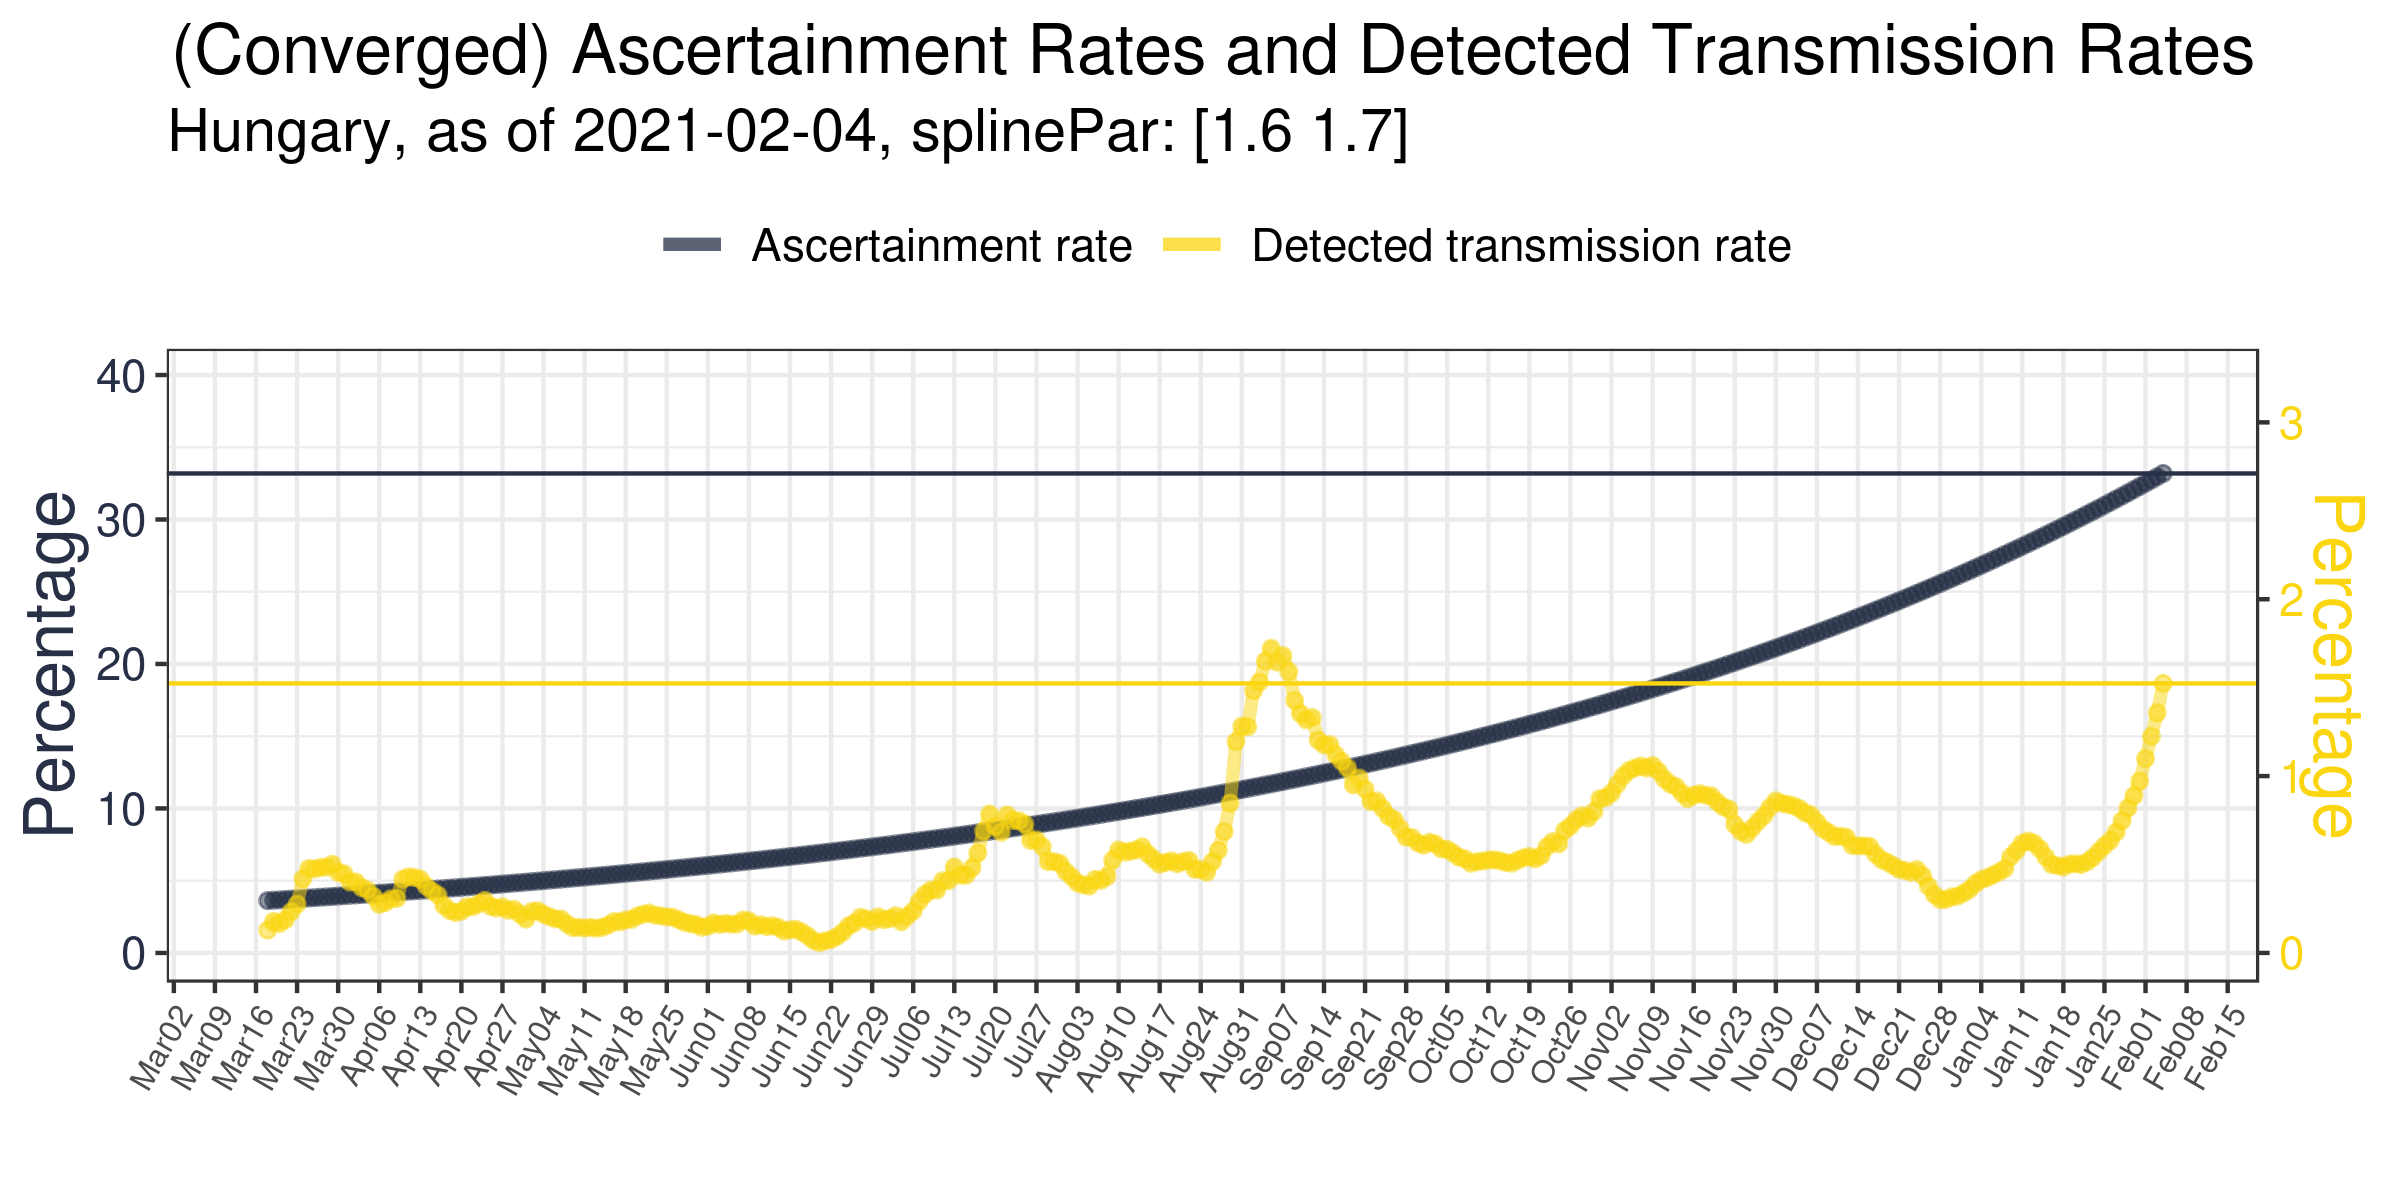 (Converged) Ascertainment Rates and Detected Transmission Rates
Hungary, as of 2021-02-04, splinePar: [1.6 1.7]
Ascertainment rate
Detected transmission rate
Percentage
40
30
20
10
0
3
2
1
0
Percentage
Mar02
Mar09
Mar16
Mar23
Mar30
Apr06
Apr13
Apr20
Apr27
May04
May11
May18
May25
Jun01
Jun08
Jun15
Jun22
Jun29
Jul06
Jul13
Jul20
Jul27
Aug03
Aug10
Aug17
Aug24
Aug31
Sep07
Sep14
Sep21
Sep28
Oct05
Oct12
Oct19
Oct26
Nov02
Nov09
Nov16
Nov23
Nov30
Dec07
Dec14
Dec21
Dec28
Jan04
Jan11
Jan18
Jan25
Feb01
Feb08
Feb15